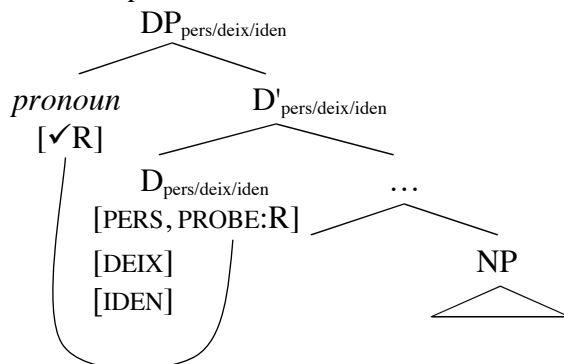 DPpers/deix/iden
pronoun D'pers/deix/iden
[✓R]
Dpers/deix/iden …
[PERS, PROBE:R]
[DEIX] NP
[IDEN]